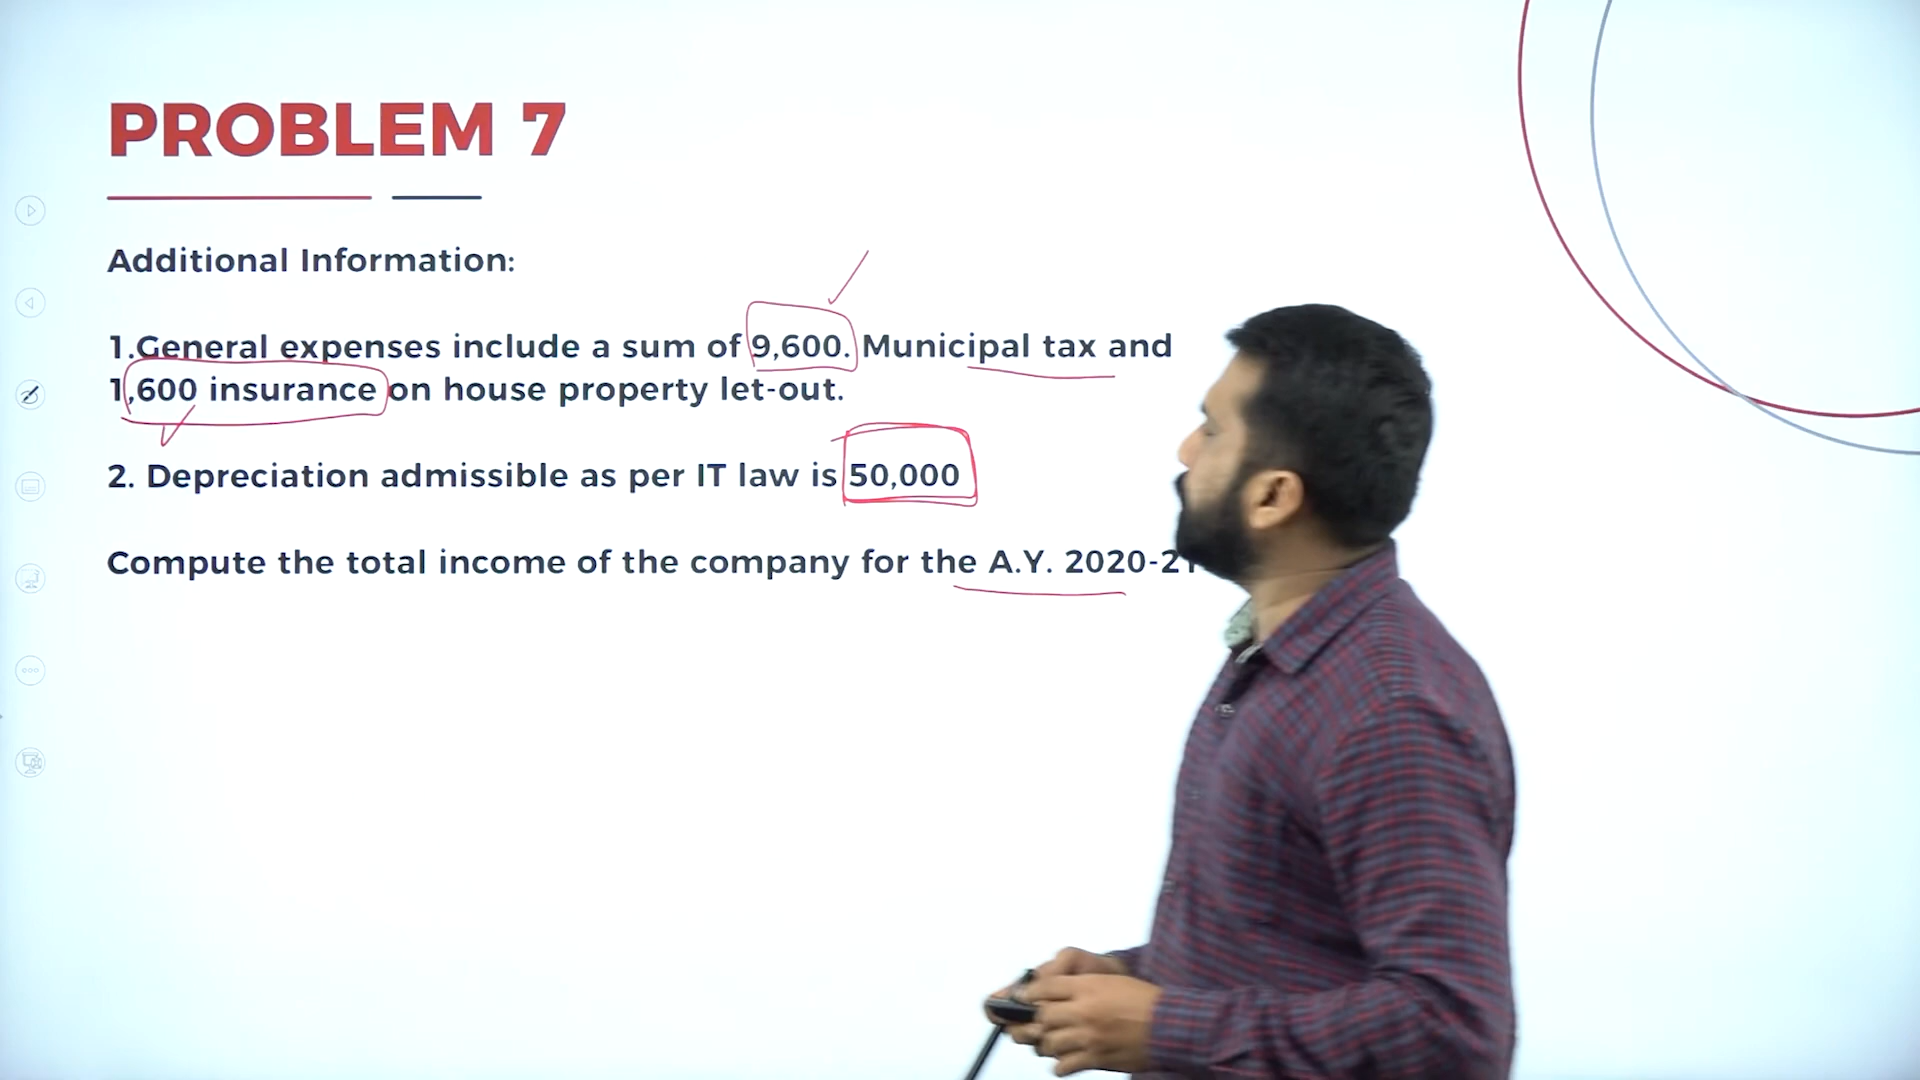 PROBLEM 7
Additional Information:
1.General expenses include a sum of 9,600. Municipal tax and
1,600 insurance on house property let-out.
2. Depreciation admissible as per IT law is 50,000
Compute the total income of the company for the A.Y. 2020-21